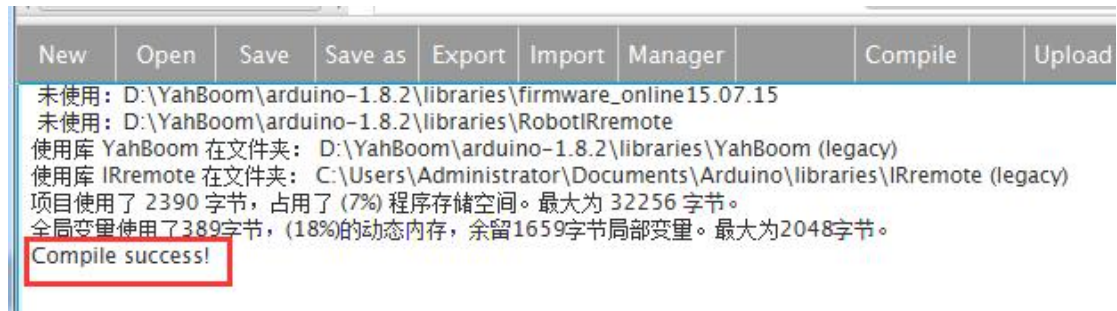 New Open Save Save as Export Import Manager Compile Upload
未使用: D:\YahBoom\arduino-1.8.2\libraries\firmware_online15.07.15
未使用: D:\YahBoom\arduino-1.8.2\libraries\RobotIRremote
使用库 YahBoom 在文件夹: D:\YahBoom\arduino-1.8.2\libraries\YahBoom (legacy)
使用库 IRremote 在文件夹: C:\Users\Administrator\Documents\Arduino\libraries\IRremote (legacy)
项目使用了 2390 字节，占用了 (7%) 程序存储空间。最大为 32256 字节。
全局变量使用了389字节，(18%)的动态内存，余留1659字节局部变量。最大为2048字节。
Compile success!